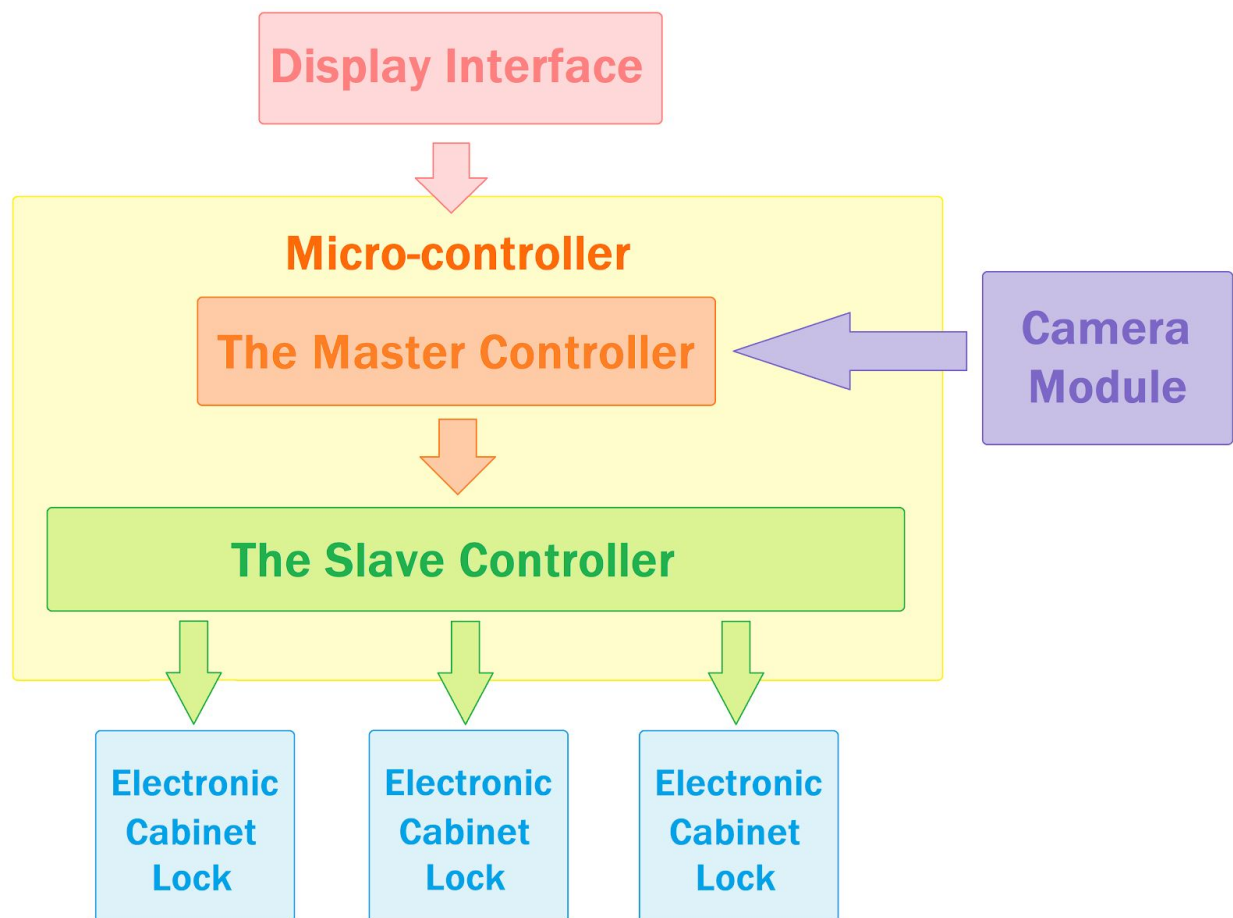 Display Interface
Micro-controller
The Master Controller
Camera
Module
The Slave Controller
Electronic
Cabinet
Lock
Electronic
Cabinet
Lock
Electronic
Cabinet
Lock